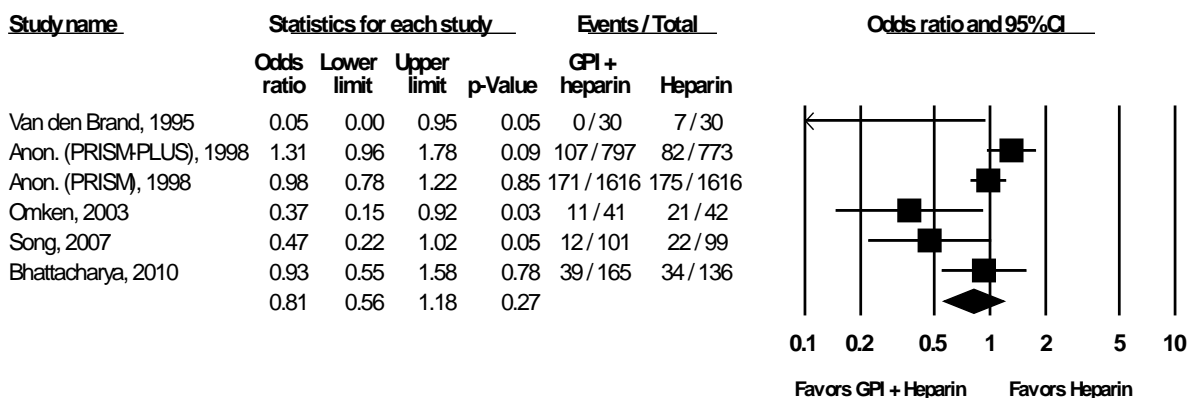 Study name Statistics for each study Events / Total Odds ratio and 95% CI
Odds ratio Lower limit Upper limit p-Value GPI + heparin Heparin
Van den Brand, 1995 0.05 0.00 0.95 0.05 0 / 30 7 / 30
Anon. (PRISM-PLUS), 1998 1.31 0.96 1.78 0.09 107 / 797 82 / 773
Anon. (PRISM), 1998 0.98 0.78 1.22 0.85 171 / 1616 175 / 1616
Omken, 2003 0.37 0.15 0.92 0.03 11 / 41 21 / 42
Song, 2007 0.47 0.22 1.02 0.05 12 / 101 22 / 99
Bhattacharya, 2010 0.93 0.55 1.58 0.78 39 / 165 34 / 136
0.81 0.56 1.18 0.27
0.1 0.2 0.5 1 2 5 10
Favors GPI + Heparin Favors Heparin